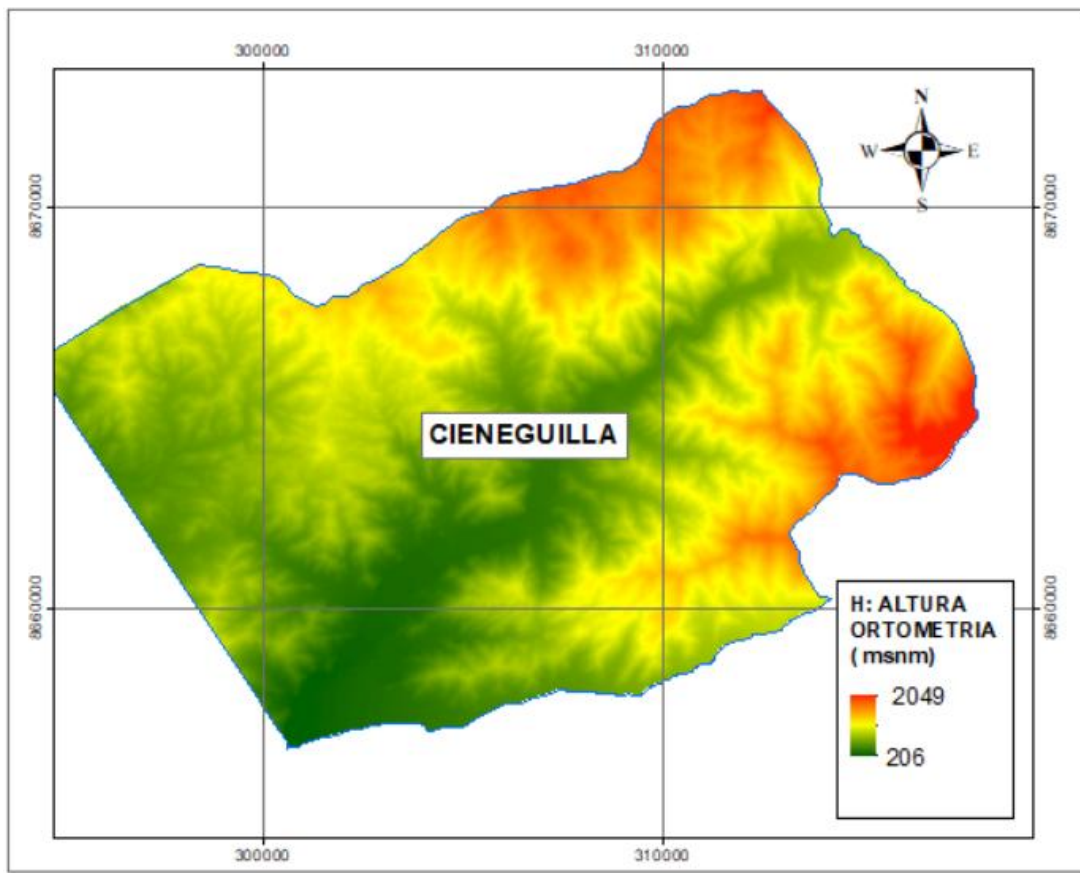 300000
310000
N
W
E
S
8670000
8670000
CIENEGUILLA
8660000
8660000
H: ALTURA
ORTOMETRIA
( msnm)
2049
206
300000
310000